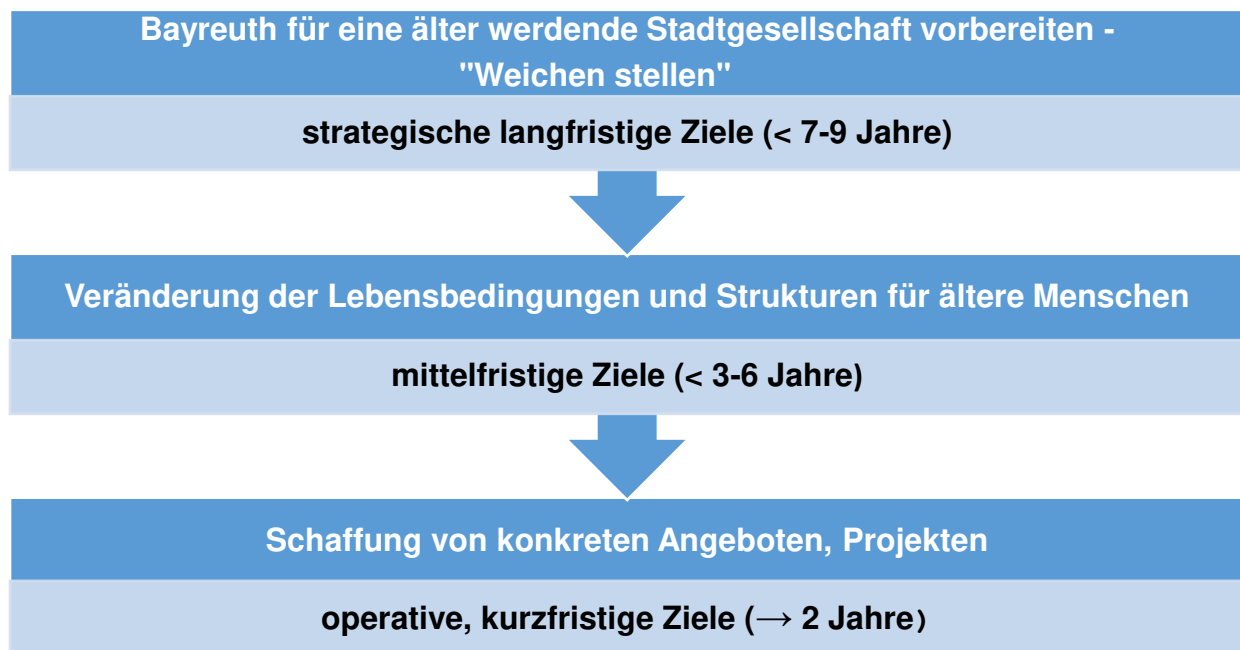 Bayreuth für eine älter werdende Stadtgesellschaft vorbereiten -
"Weichen stellen"
strategische langfristige Ziele (< 7-9 Jahre)
Veränderung der Lebensbedingungen und Strukturen für ältere Menschen
mittelfristige Ziele (< 3-6 Jahre)
Schaffung von konkreten Angeboten, Projekten
operative, kurzfristige Ziele (→ 2 Jahre)